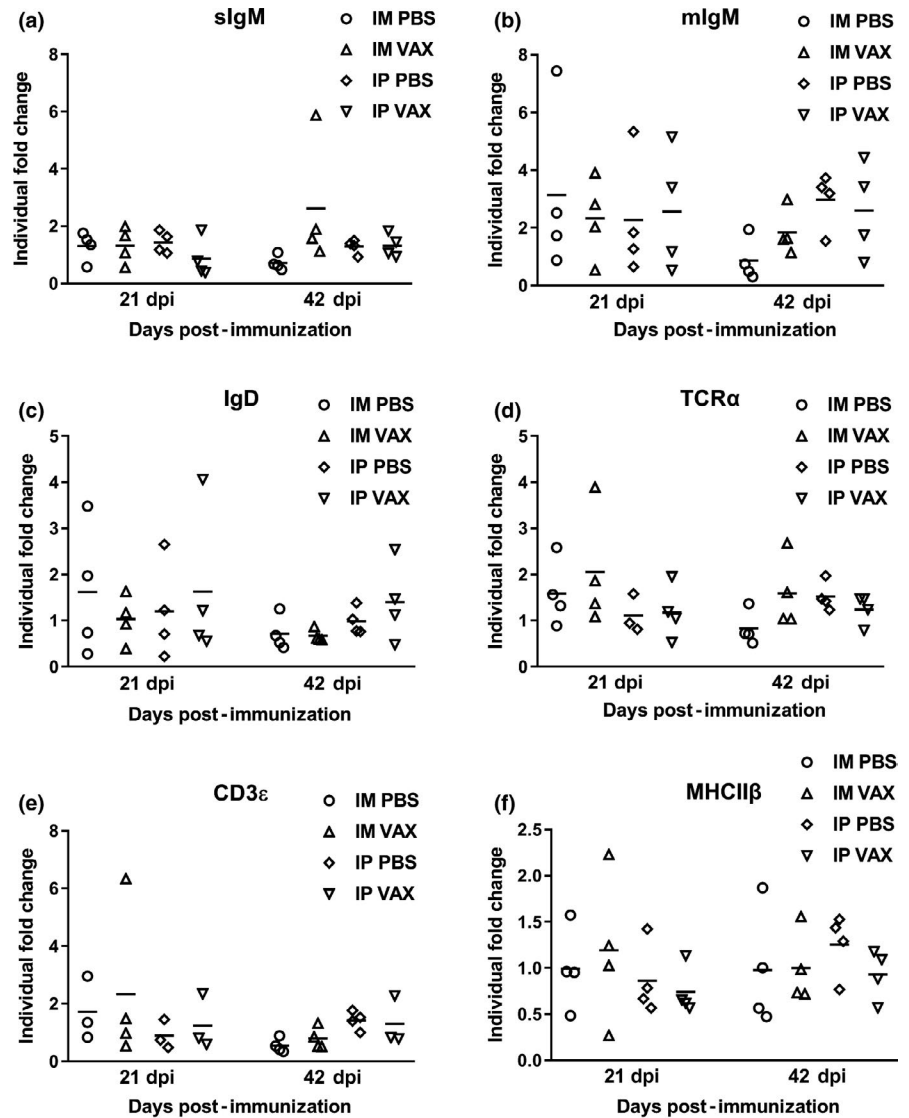 (a)
sIgM
IM PBS
IM VAX
IP PBS
IP VAX
Individual fold change
8
6
4
2
0
21 dpi
42 dpi
Days post-immunization
(b)
mIgM
IM PBS
IM VAX
IP PBS
IP VAX
Individual fold change
8
6
4
2
0
21 dpi
42 dpi
Days post-immunization
(c)
IgD
IM PBS
IM VAX
IP PBS
IP VAX
Individual fold change
5
4
3
2
1
0
21 dpi
42 dpi
Days post-immunization
(d)
TCRα
IM PBS
IM VAX
IP PBS
IP VAX
Individual fold change
5
4
3
2
1
0
21 dpi
42 dpi
Days post-immunization
(e)
CD3ε
IM PBS
IM VAX
IP PBS
IP VAX
Individual fold change
8
6
4
2
0
21 dpi
42 dpi
Days post-immunization
(f)
MHCIIβ
IM PBS
IM VAX
IP PBS
IP VAX
Individual fold change
2.5
2.0
1.5
1.0
0.5
0.0
21 dpi
42 dpi
Days post-immunization